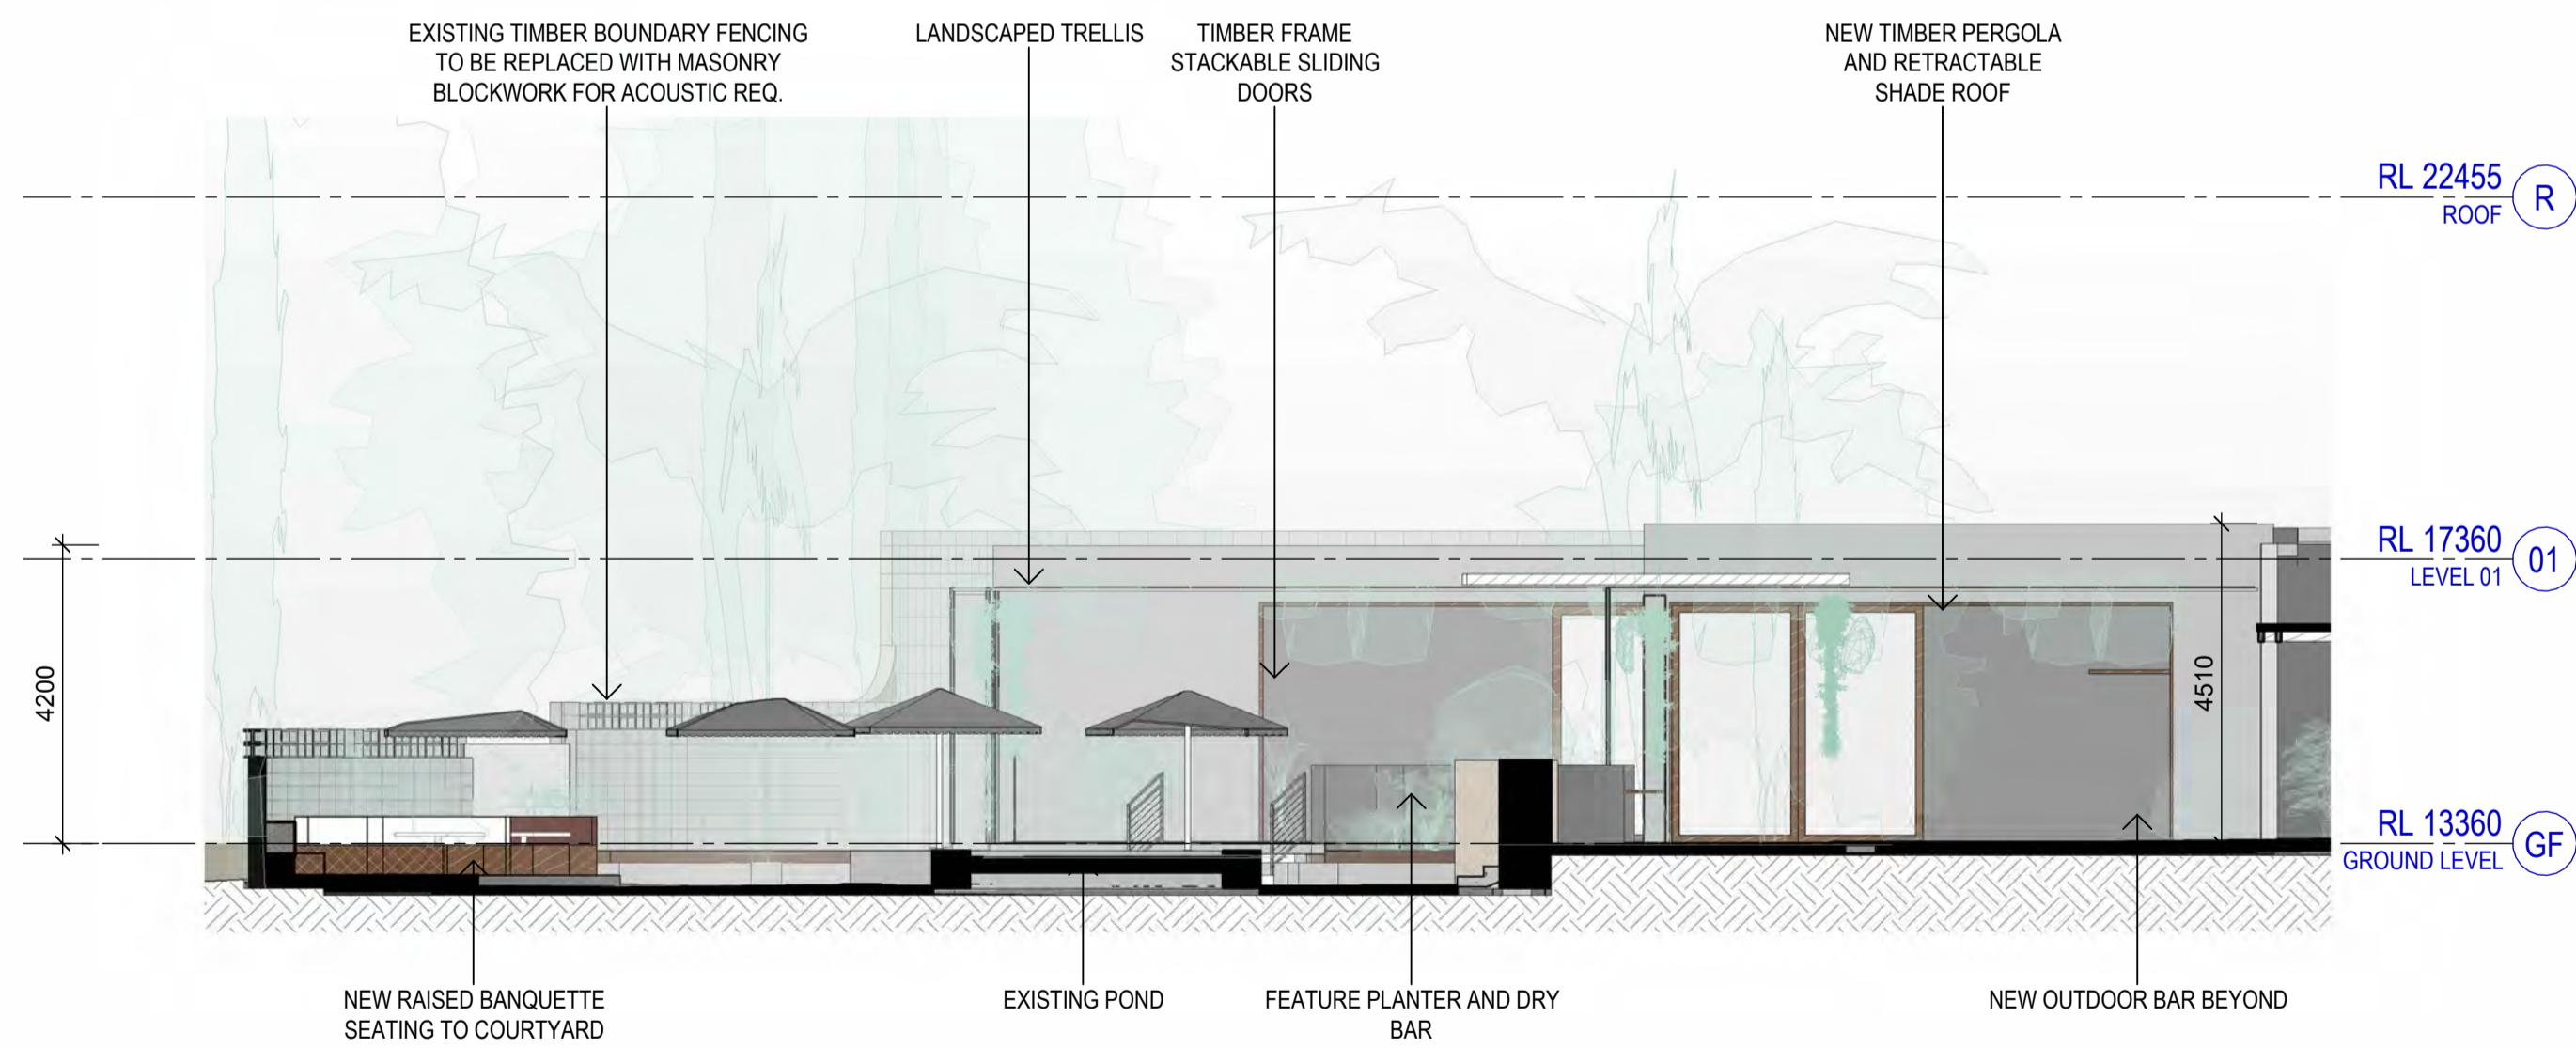 EXISTING TIMBER BOUNDARY FENCING
TO BE REPLACED WITH MASONRY
BLOCKWORK FOR ACOUSTIC REQ.
LANDSCAPED TRELLIS
TIMBER FRAME
STACKABLE SLIDING
DOORS
NEW TIMBER PERGOLA
AND RETRACTABLE
SHADE ROOF
RL 22455
ROOF
R
RL 17360
LEVEL 01
01
4200
4510
RL 13360
GROUND LEVEL
GF
NEW RAISED BANQUETTE
SEATING TO COURTYARD
EXISTING POND
FEATURE PLANTER AND DRY
BAR
NEW OUTDOOR BAR BEYOND